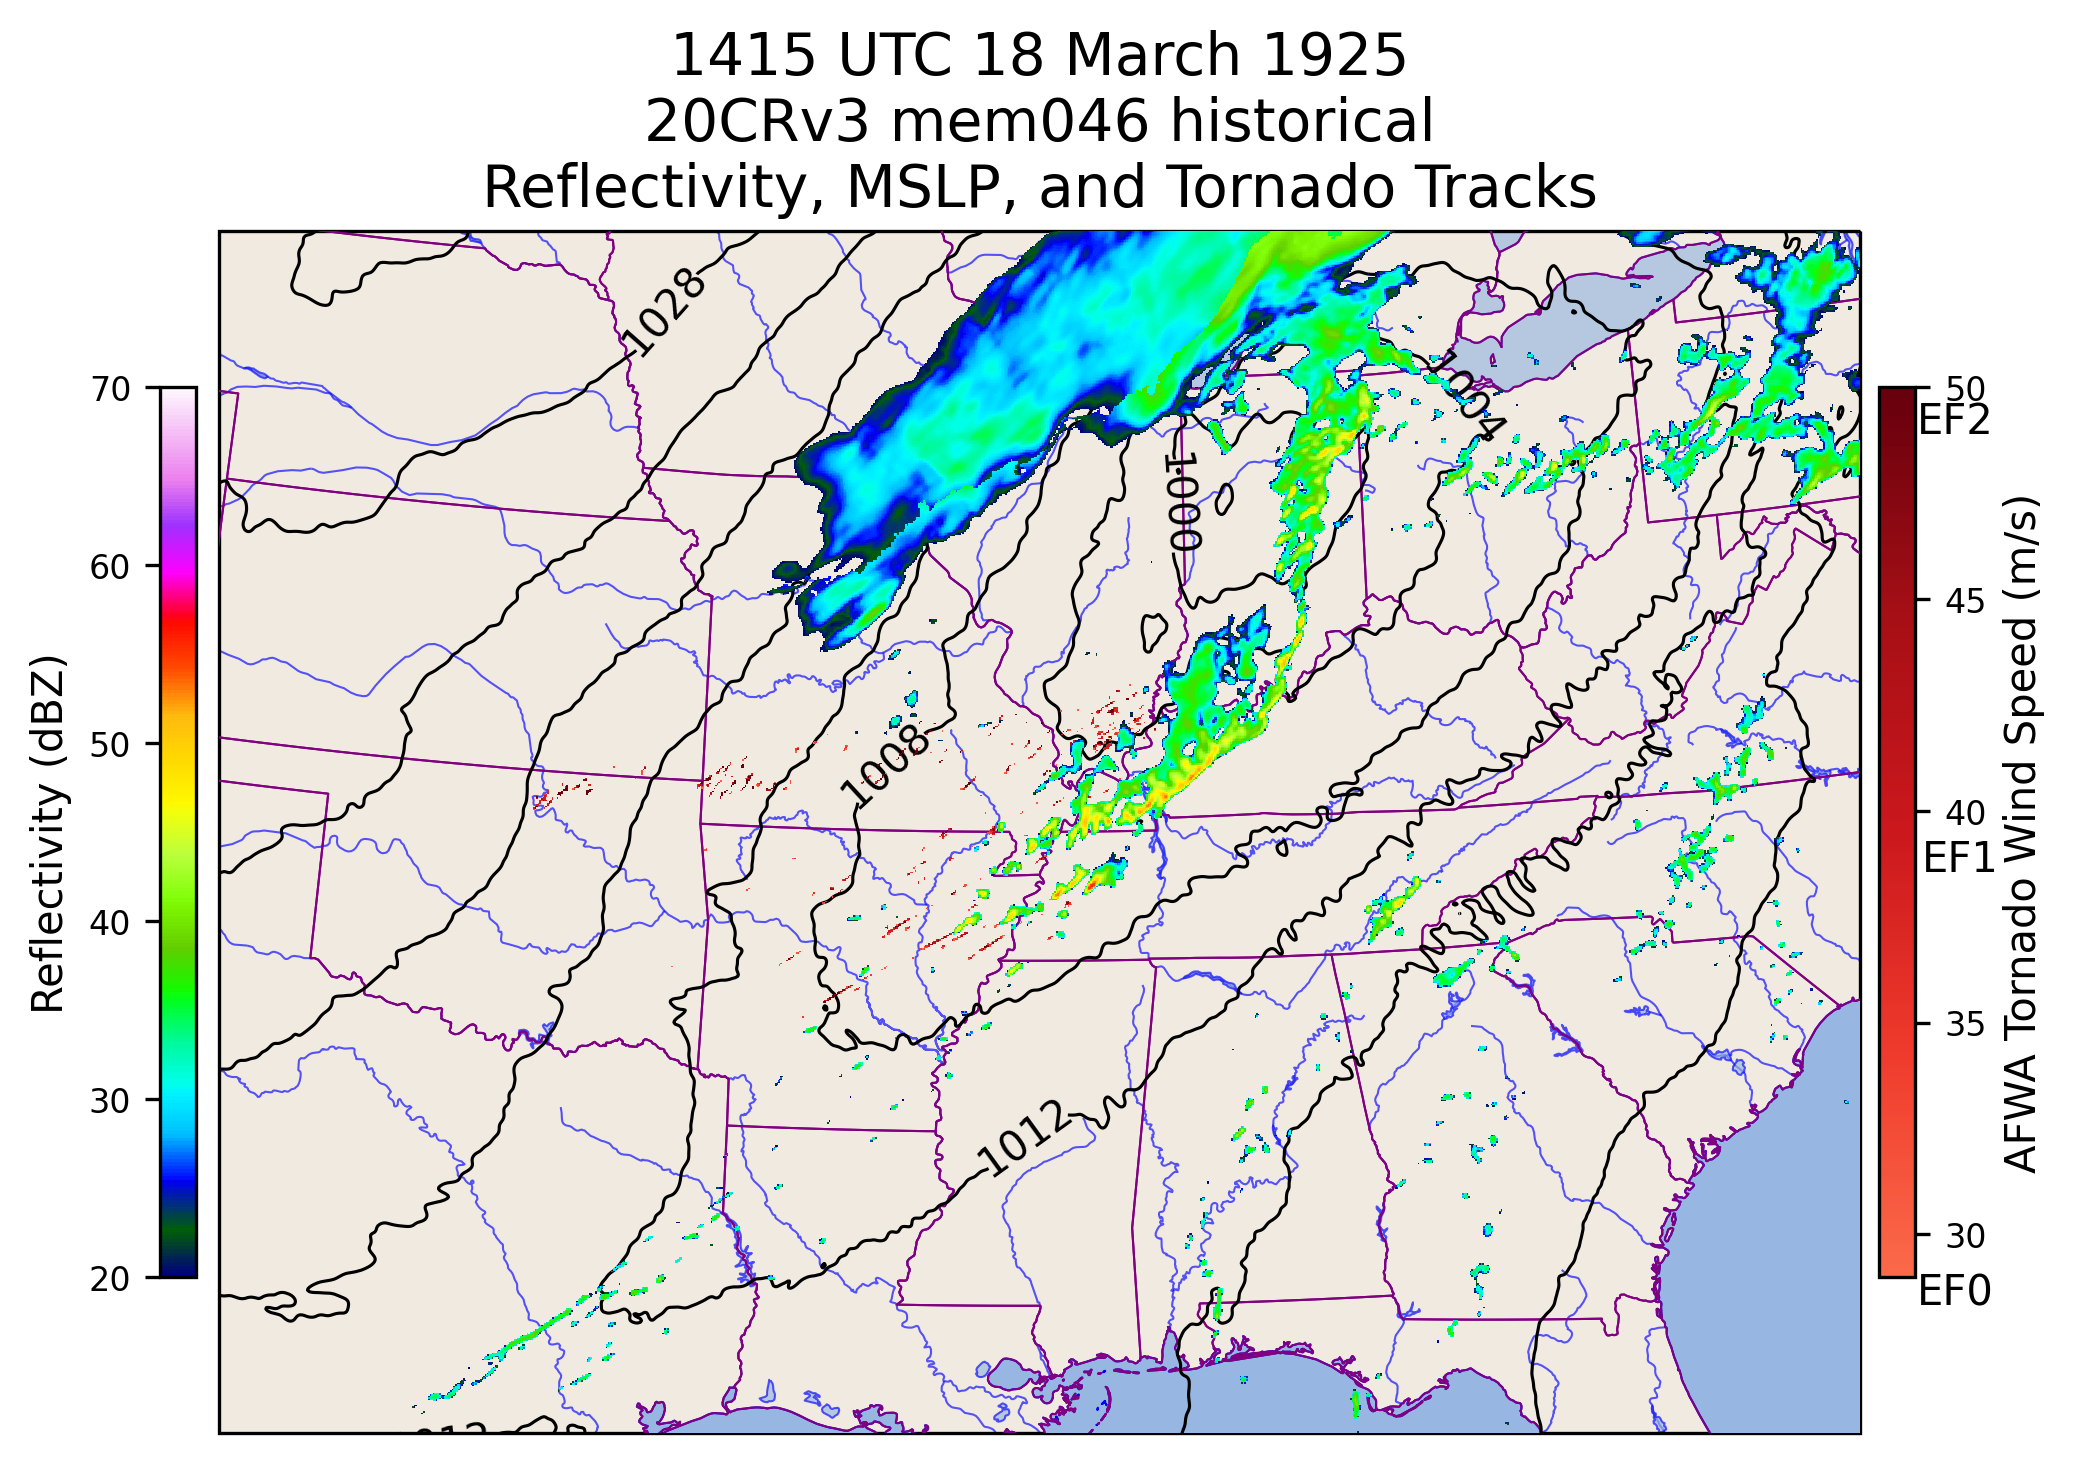 1415 UTC 18 March 1925
20CRv3 mem046 historical
Reflectivity, MSLP, and Tornado Tracks
1028
1004
1000
1008
1012
70
60
50
40
30
20
Reflectivity (dBZ)
50
EF2
45
40
EF1
35
30
EF0
AFWA Tornado Wind Speed (m/s)